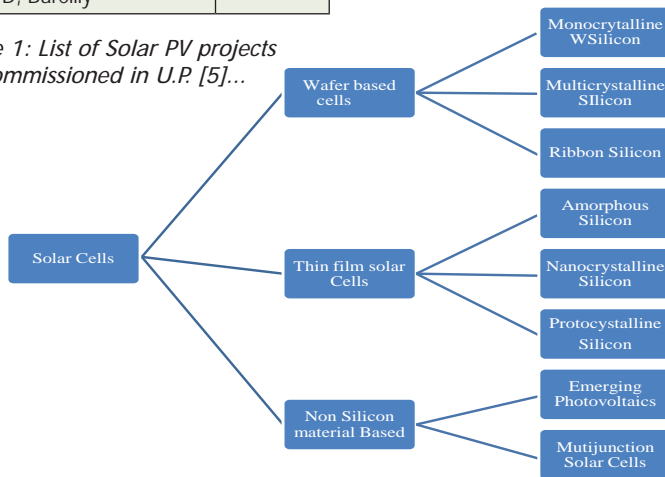 e 1: List of Solar PV projects
ommissioned in U.P. [5]...
Solar Cells
Wafer based
cells
Monocrytalline
WSilicon
Multicrystalline
SIlicon
Ribbon Silicon
Thin film solar
Cells
Amorphous
Silicon
Nanocrystalline
Silicon
Protocystalline
Silicon
Non Silicon
material Based
Emerging
Photovoltaics
Mutijunction
Solar Cells